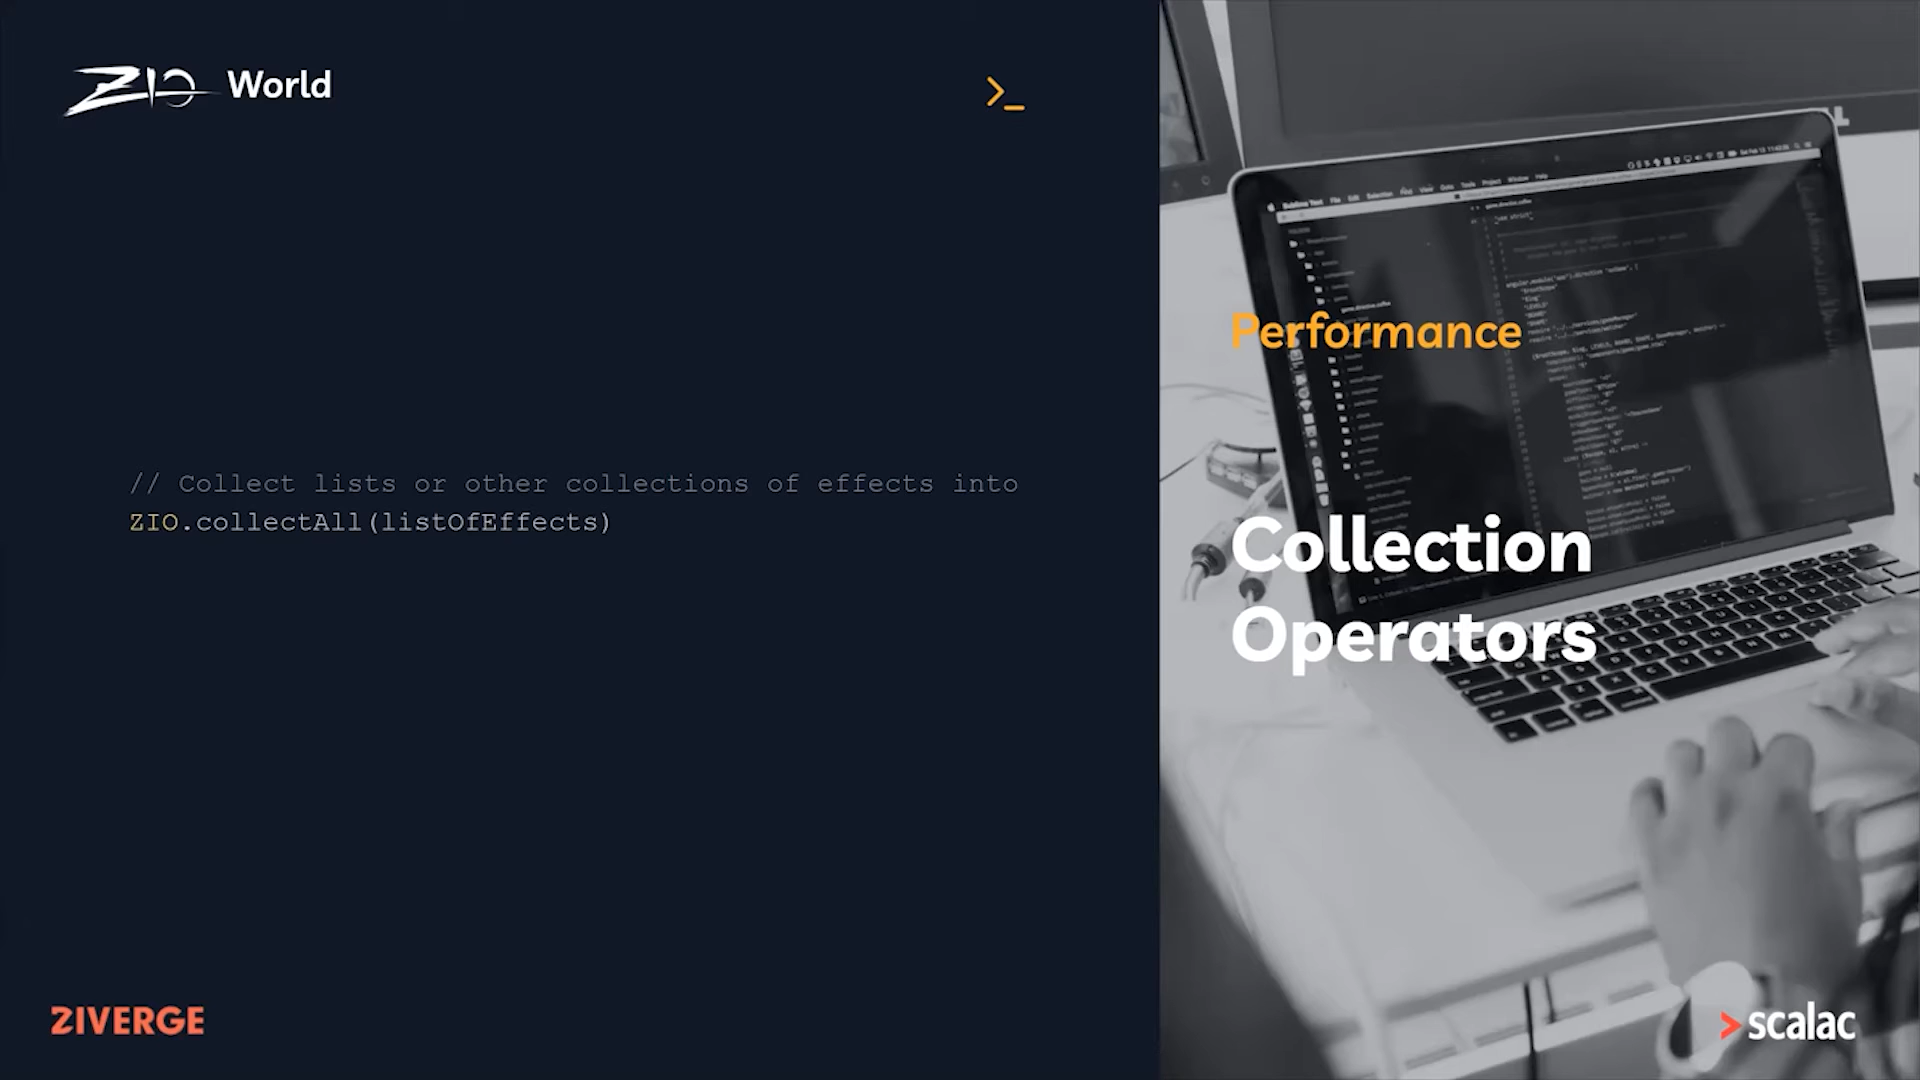 ZIO World
>_
Performance
// Collect lists or other collections of effects into
ZIO.collectAll(listOfEffects)
Collection
Operators
ZIVERGE
scalac